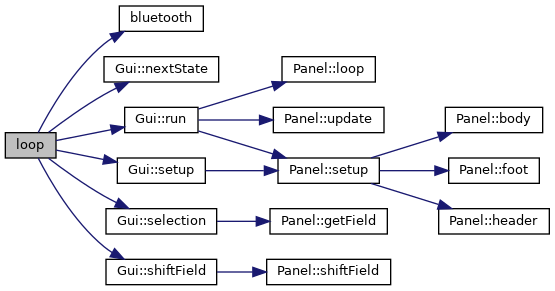 bluetooth
Gui::nextState
Panel::loop
Gui::run
Panel::update
Panel::body
loop
Gui::setup
Panel::setup
Panel::foot
Gui::selection
Panel::getField
Panel::header
Gui::shiftField
Panel::shiftField